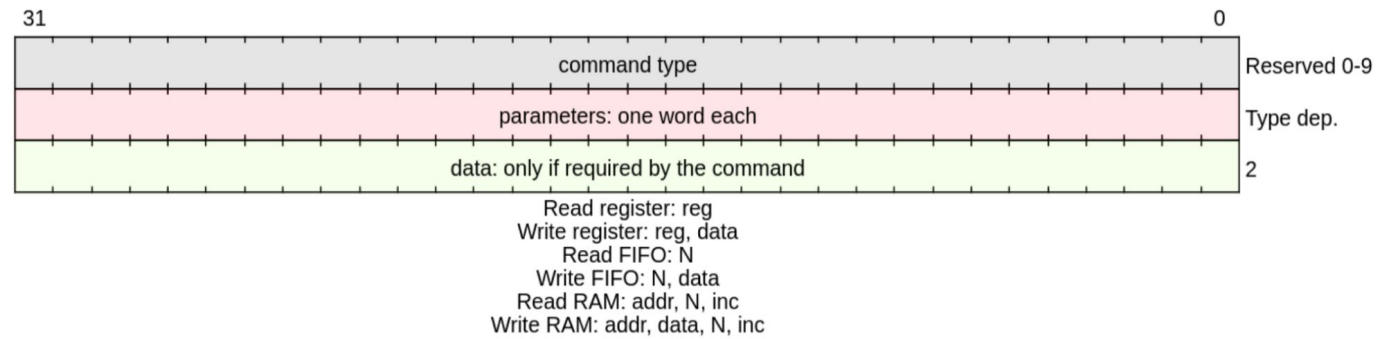 31 0
command type Reserved 0-9
parameters: one word each Type dep.
data: only if required by the command 2
Read register: reg
Write register: reg, data
Read FIFO: N
Write FIFO: N, data
Read RAM: addr, N, inc
Write RAM: addr, data, N, inc